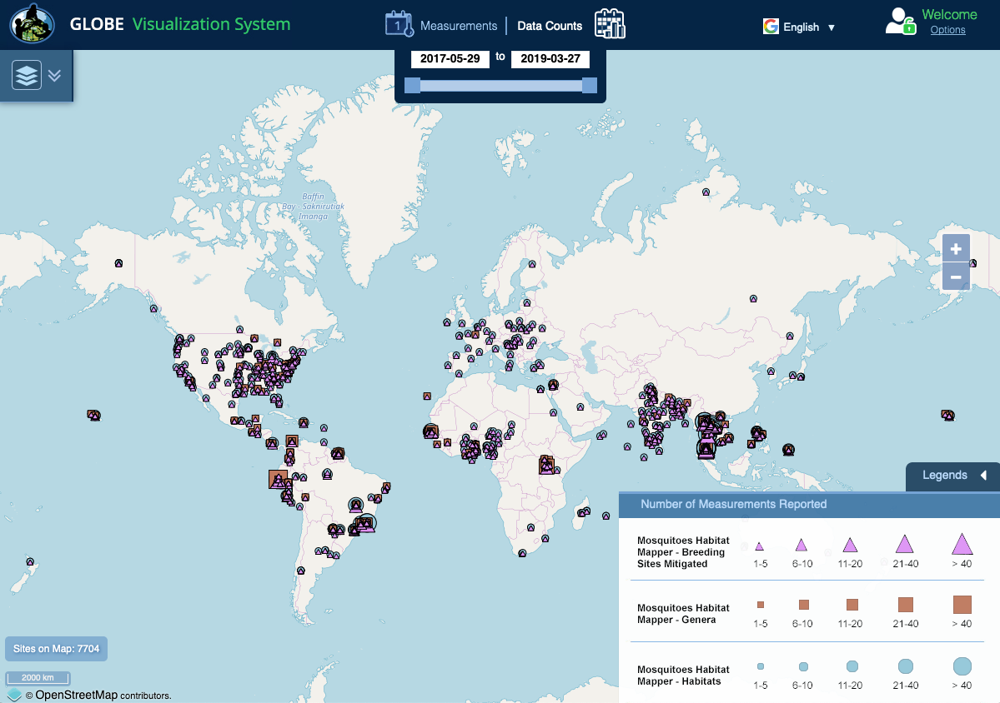 GLOBE Visualization System
1
Measurements
Data Counts
G English ▼
Welcome
Options
2017-05-29 to 2019-03-27
Baffin
Bay - Saknirutiak
Imanga
+
−
Legends
Number of Measurements Reported
Mosquitoes Habitat
Mapper - Breeding
Sites Mitigated
1-5 6-10 11-20 21-40 > 40
Mosquitoes Habitat
Mapper - Genera
1-5 6-10 11-20 21-40 > 40
Mosquitoes Habitat
Mapper - Habitats
1-5 6-10 11-20 21-40 > 40
Sites on Map: 7704
2000 km
© OpenStreetMap contributors.